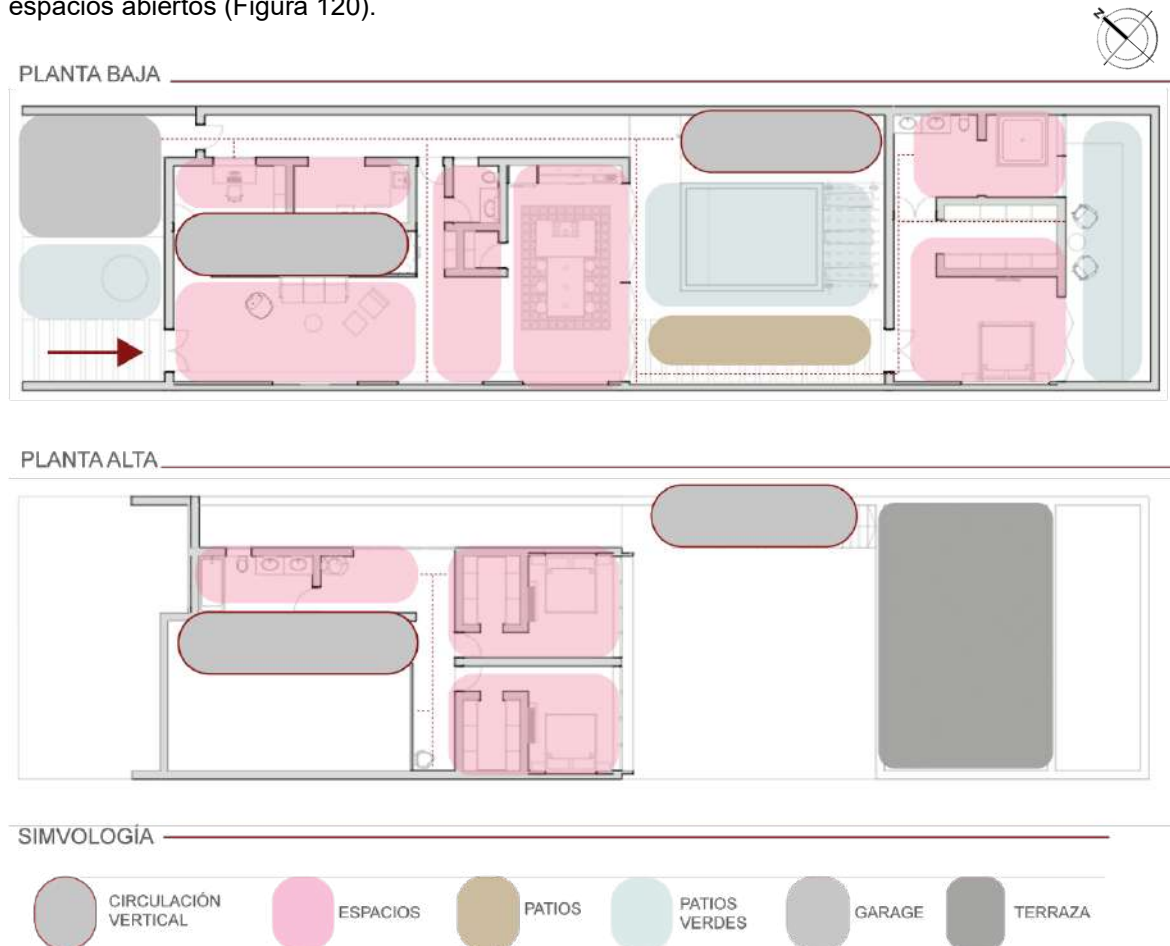 espacios abiertos (Figura 120).
Z
PLANTA BAJA
PLANTA ALTA
SIMVOLOGÍA
CIRCULACIÓN
VERTICAL
ESPACIOS
PATIOS
PATIOS
VERDES
GARAGE
TERRAZA